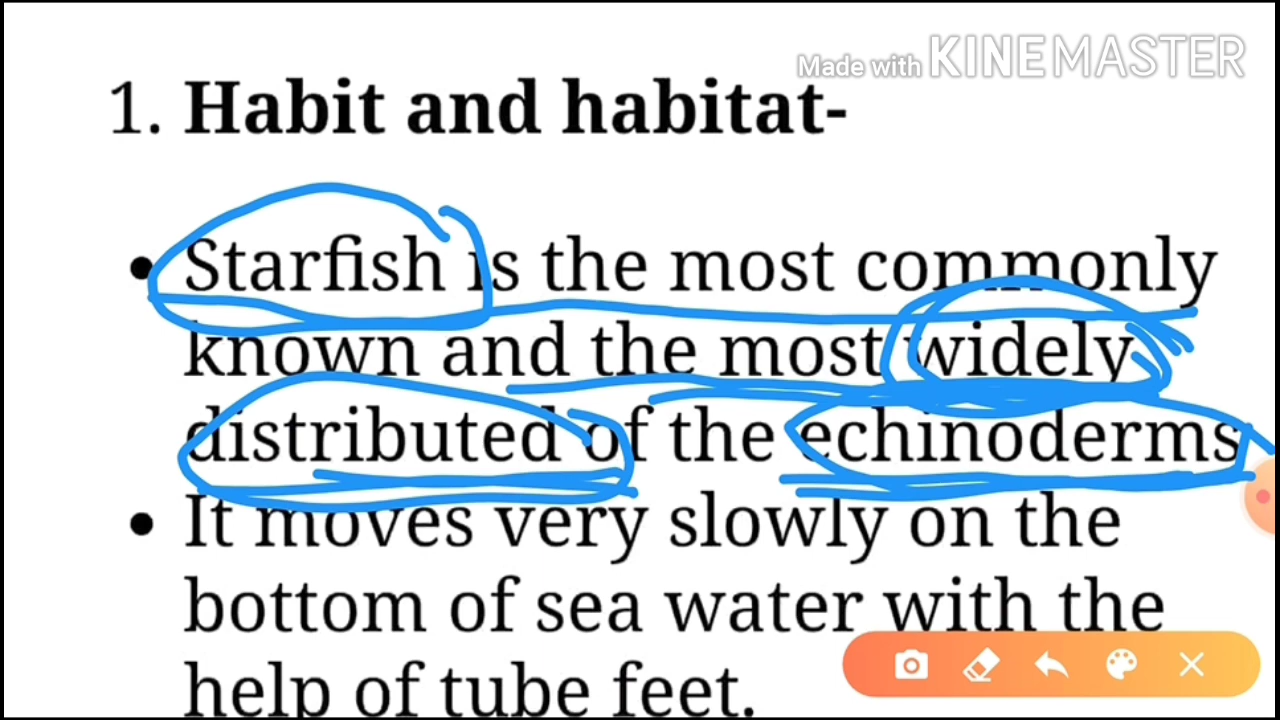 Made with KINEMASTER
1. Habit and habitat-
• Starfish is the most commonly
known and the most widely
distributed of the echinoderms
• It moves very slowly on the
bottom of sea water with the
help of tube feet.